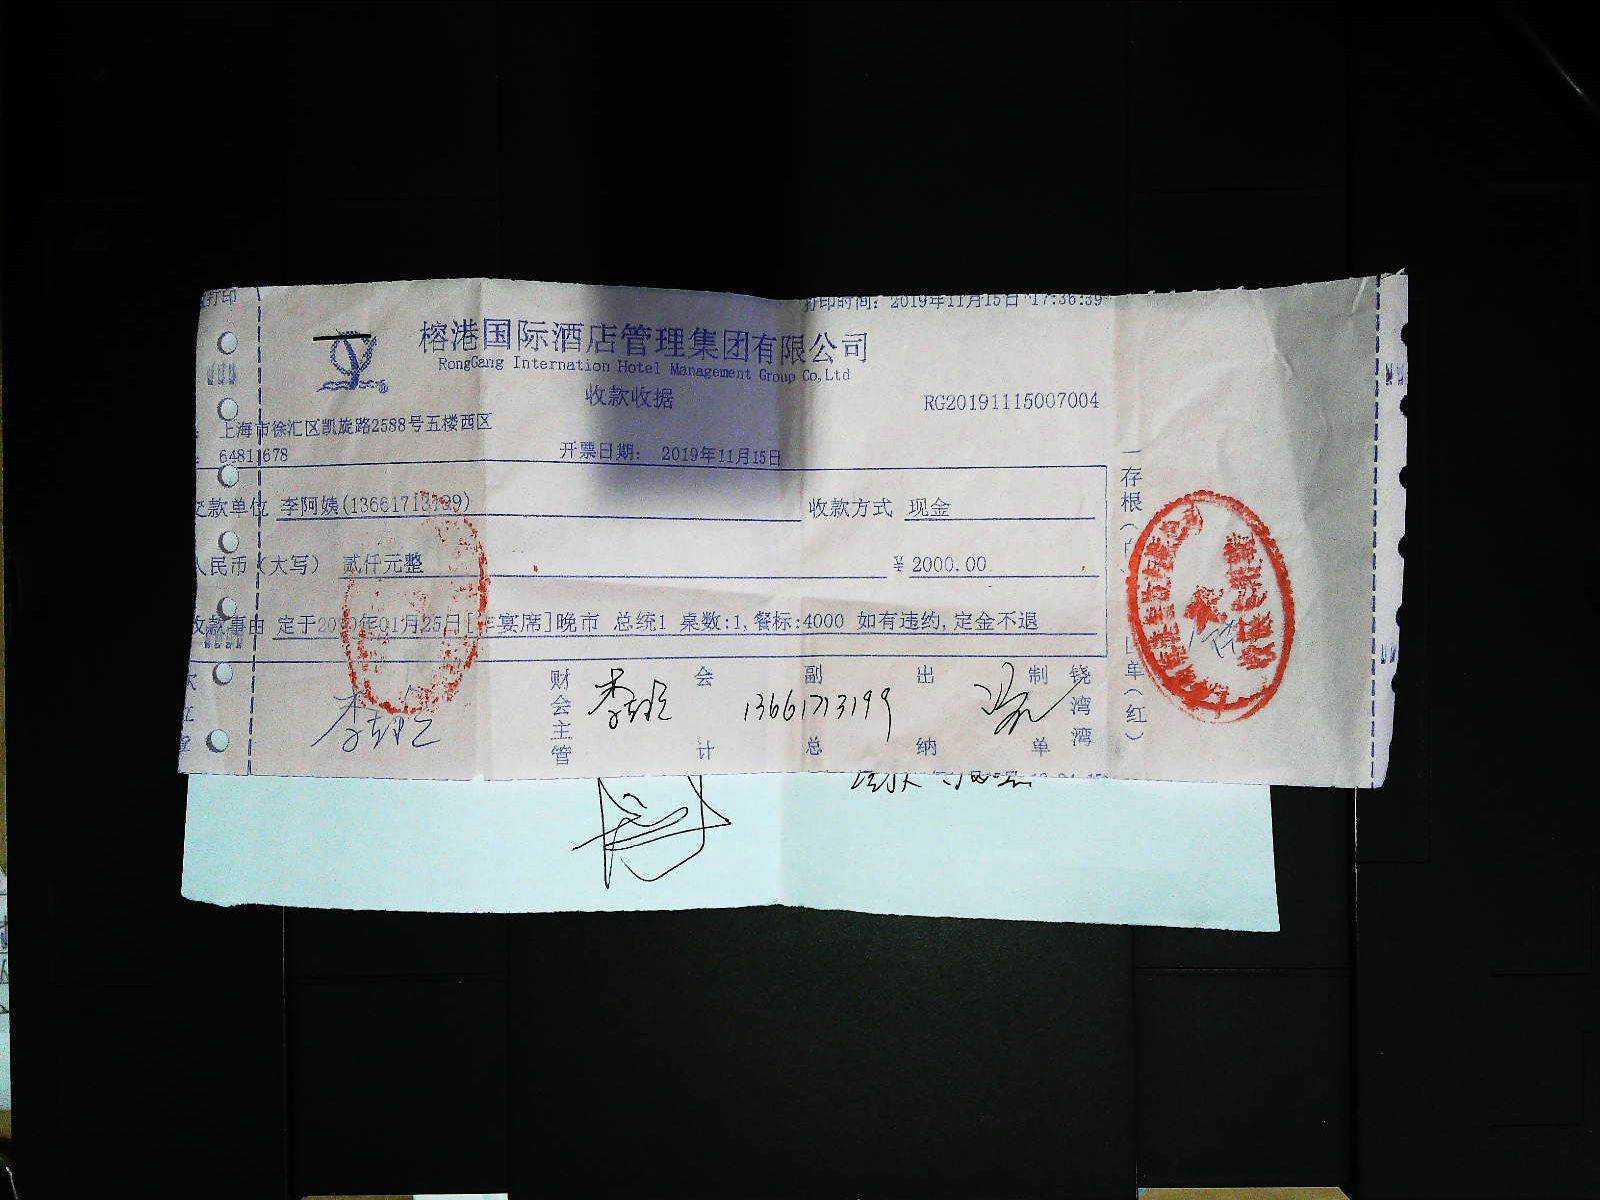 打印
打印时间: 2019年11月15日 17:36:39
榕港国际酒店管理集团有限公司
RongGang Internation Hotel Management Group Co,Ltd
收款收据
RG20191115007004
上海市徐汇区凯旋路2588号五楼西区
开票日期: 2019年11月15日
交款单位 李阿姨(13661713199) 收款方式 现金
人民币(大写) 贰仟元整 ¥ 2000.00
收款事由 定于2020年01月25日[年宴席]晚市 总统1 桌数:1,餐标:4000 如有违约,定金不退
财会主管 会计 副总 13661713199 出纳 制单 饶湾湾
一存根(
单(红)